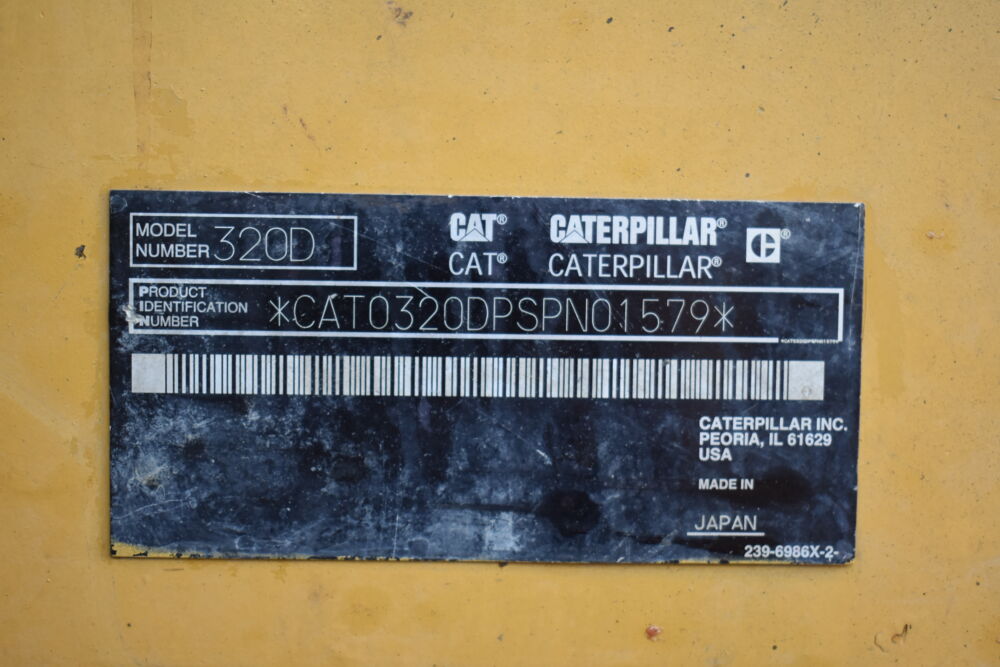 MODEL
NUMBER 320D
CAT® CATERPILLAR® C®
CAT® CATERPILLAR®
PRODUCT
IDENTIFICATION
NUMBER
*CAT0320DPSPN01579*
*CAT0320DPSPN01579*
CATERPILLAR INC.
PEORIA, IL 61629
USA
MADE IN
JAPAN
239-6986X-2-